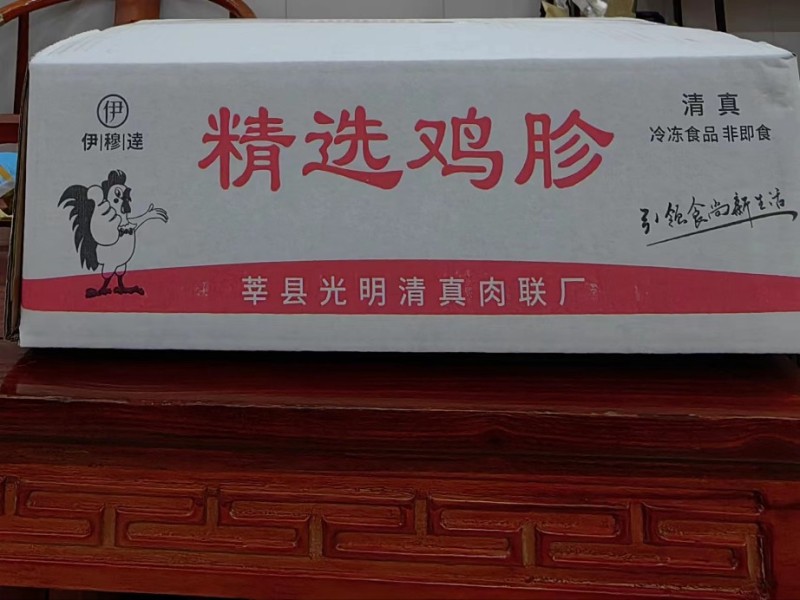 伊
伊|穆|達
精选鸡胗
清真
冷冻食品 非即食
引领食尚新生活
莘县光明清真肉联厂